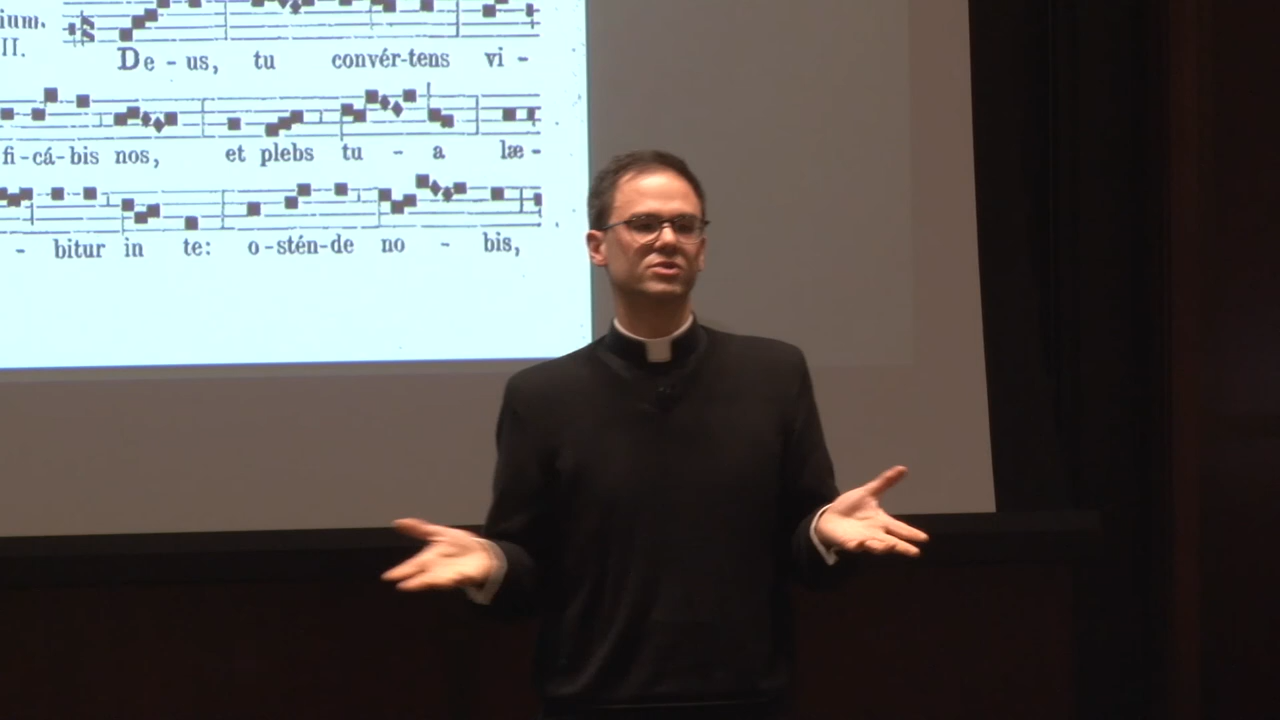 ium.
II.
De - us, tu convér-tens vi -
fi-cá-bis nos, et plebs tu - a læ -
- bitur in te: o-stén-de no - bis,